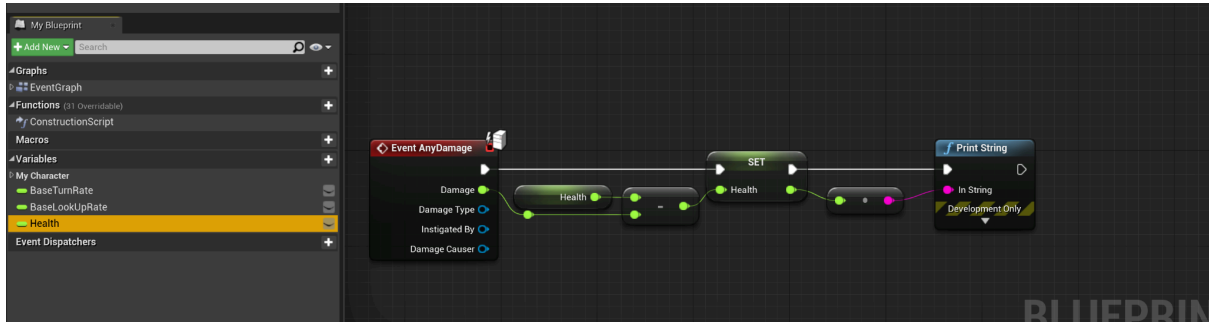 My Blueprint
Add New
Search
Graphs
EventGraph
Functions (31 Overridable)
ConstructionScript
Macros
Variables
My Character
BaseTurnRate
BaseLookUpRate
Health
Event Dispatchers
Event AnyDamage
Damage
Damage Type
Instigated By
Damage Causer
Health
-
SET
Health
Print String
In String
Development Only
BLUEPRIN